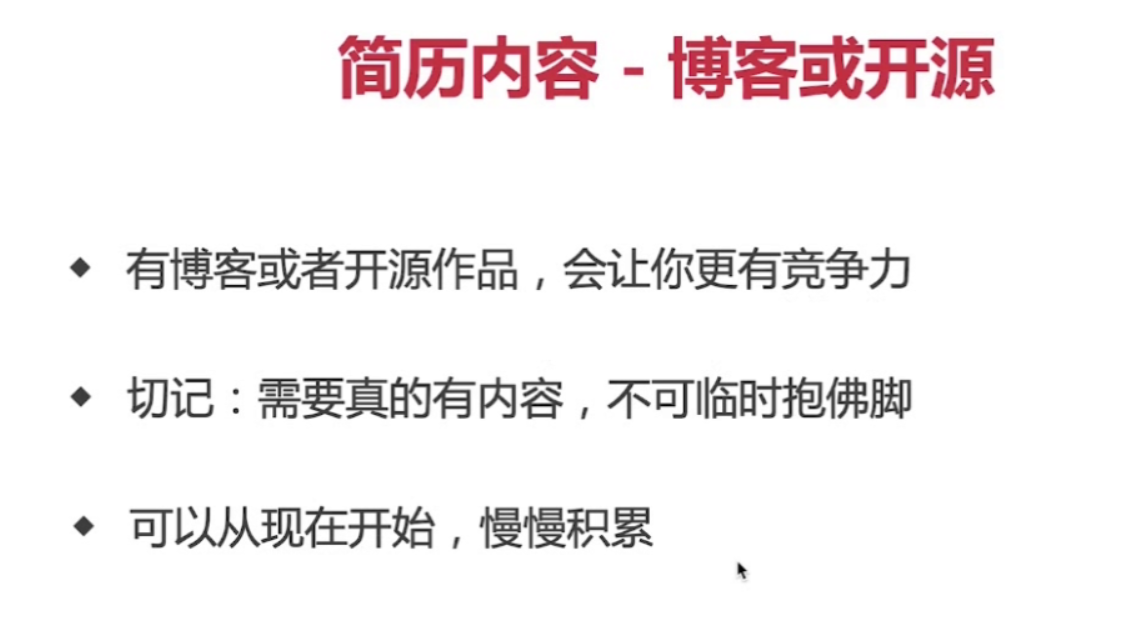 简历内容 - 博客或开源
◆ 有博客或者开源作品，会让你更有竞争力
◆ 切记：需要真的有内容，不可临时抱佛脚
◆ 可以从现在开始，慢慢积累